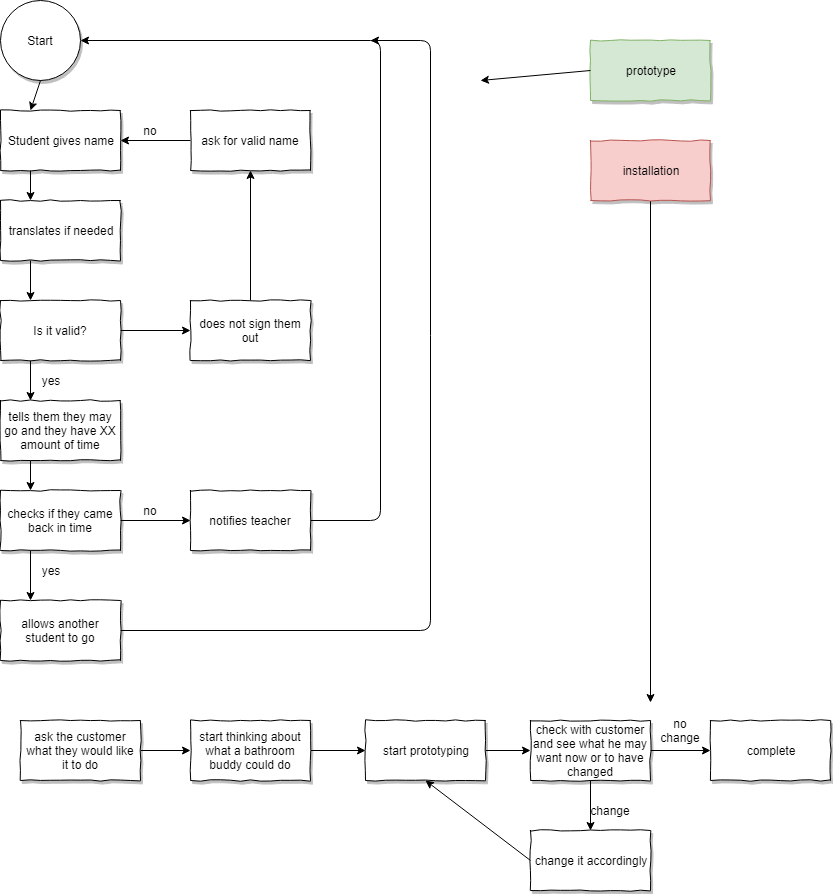 Start
prototype
Student gives name
no
ask for valid name
installation
translates if needed
Is it valid?
does not sign them
out
yes
tells them they may
go and they have XX
amount of time
checks if they came
back in time
no
notifies teacher
yes
allows another
student to go
ask the customer
what they would like
it to do
start thinking about
what a bathroom
buddy could do
start prototyping
check with customer
and see what he may
want now or to have
changed
no
change
complete
change
change it accordingly